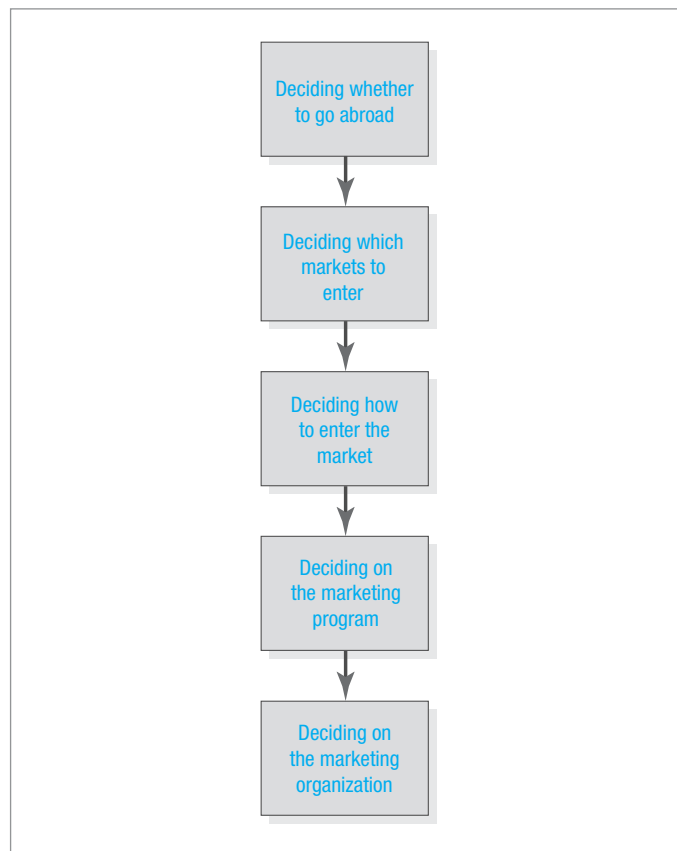 Deciding whether
to go abroad
Deciding which
markets to
enter
Deciding how
to enter the
market
Deciding on
the marketing
program
Deciding on
the marketing
organization